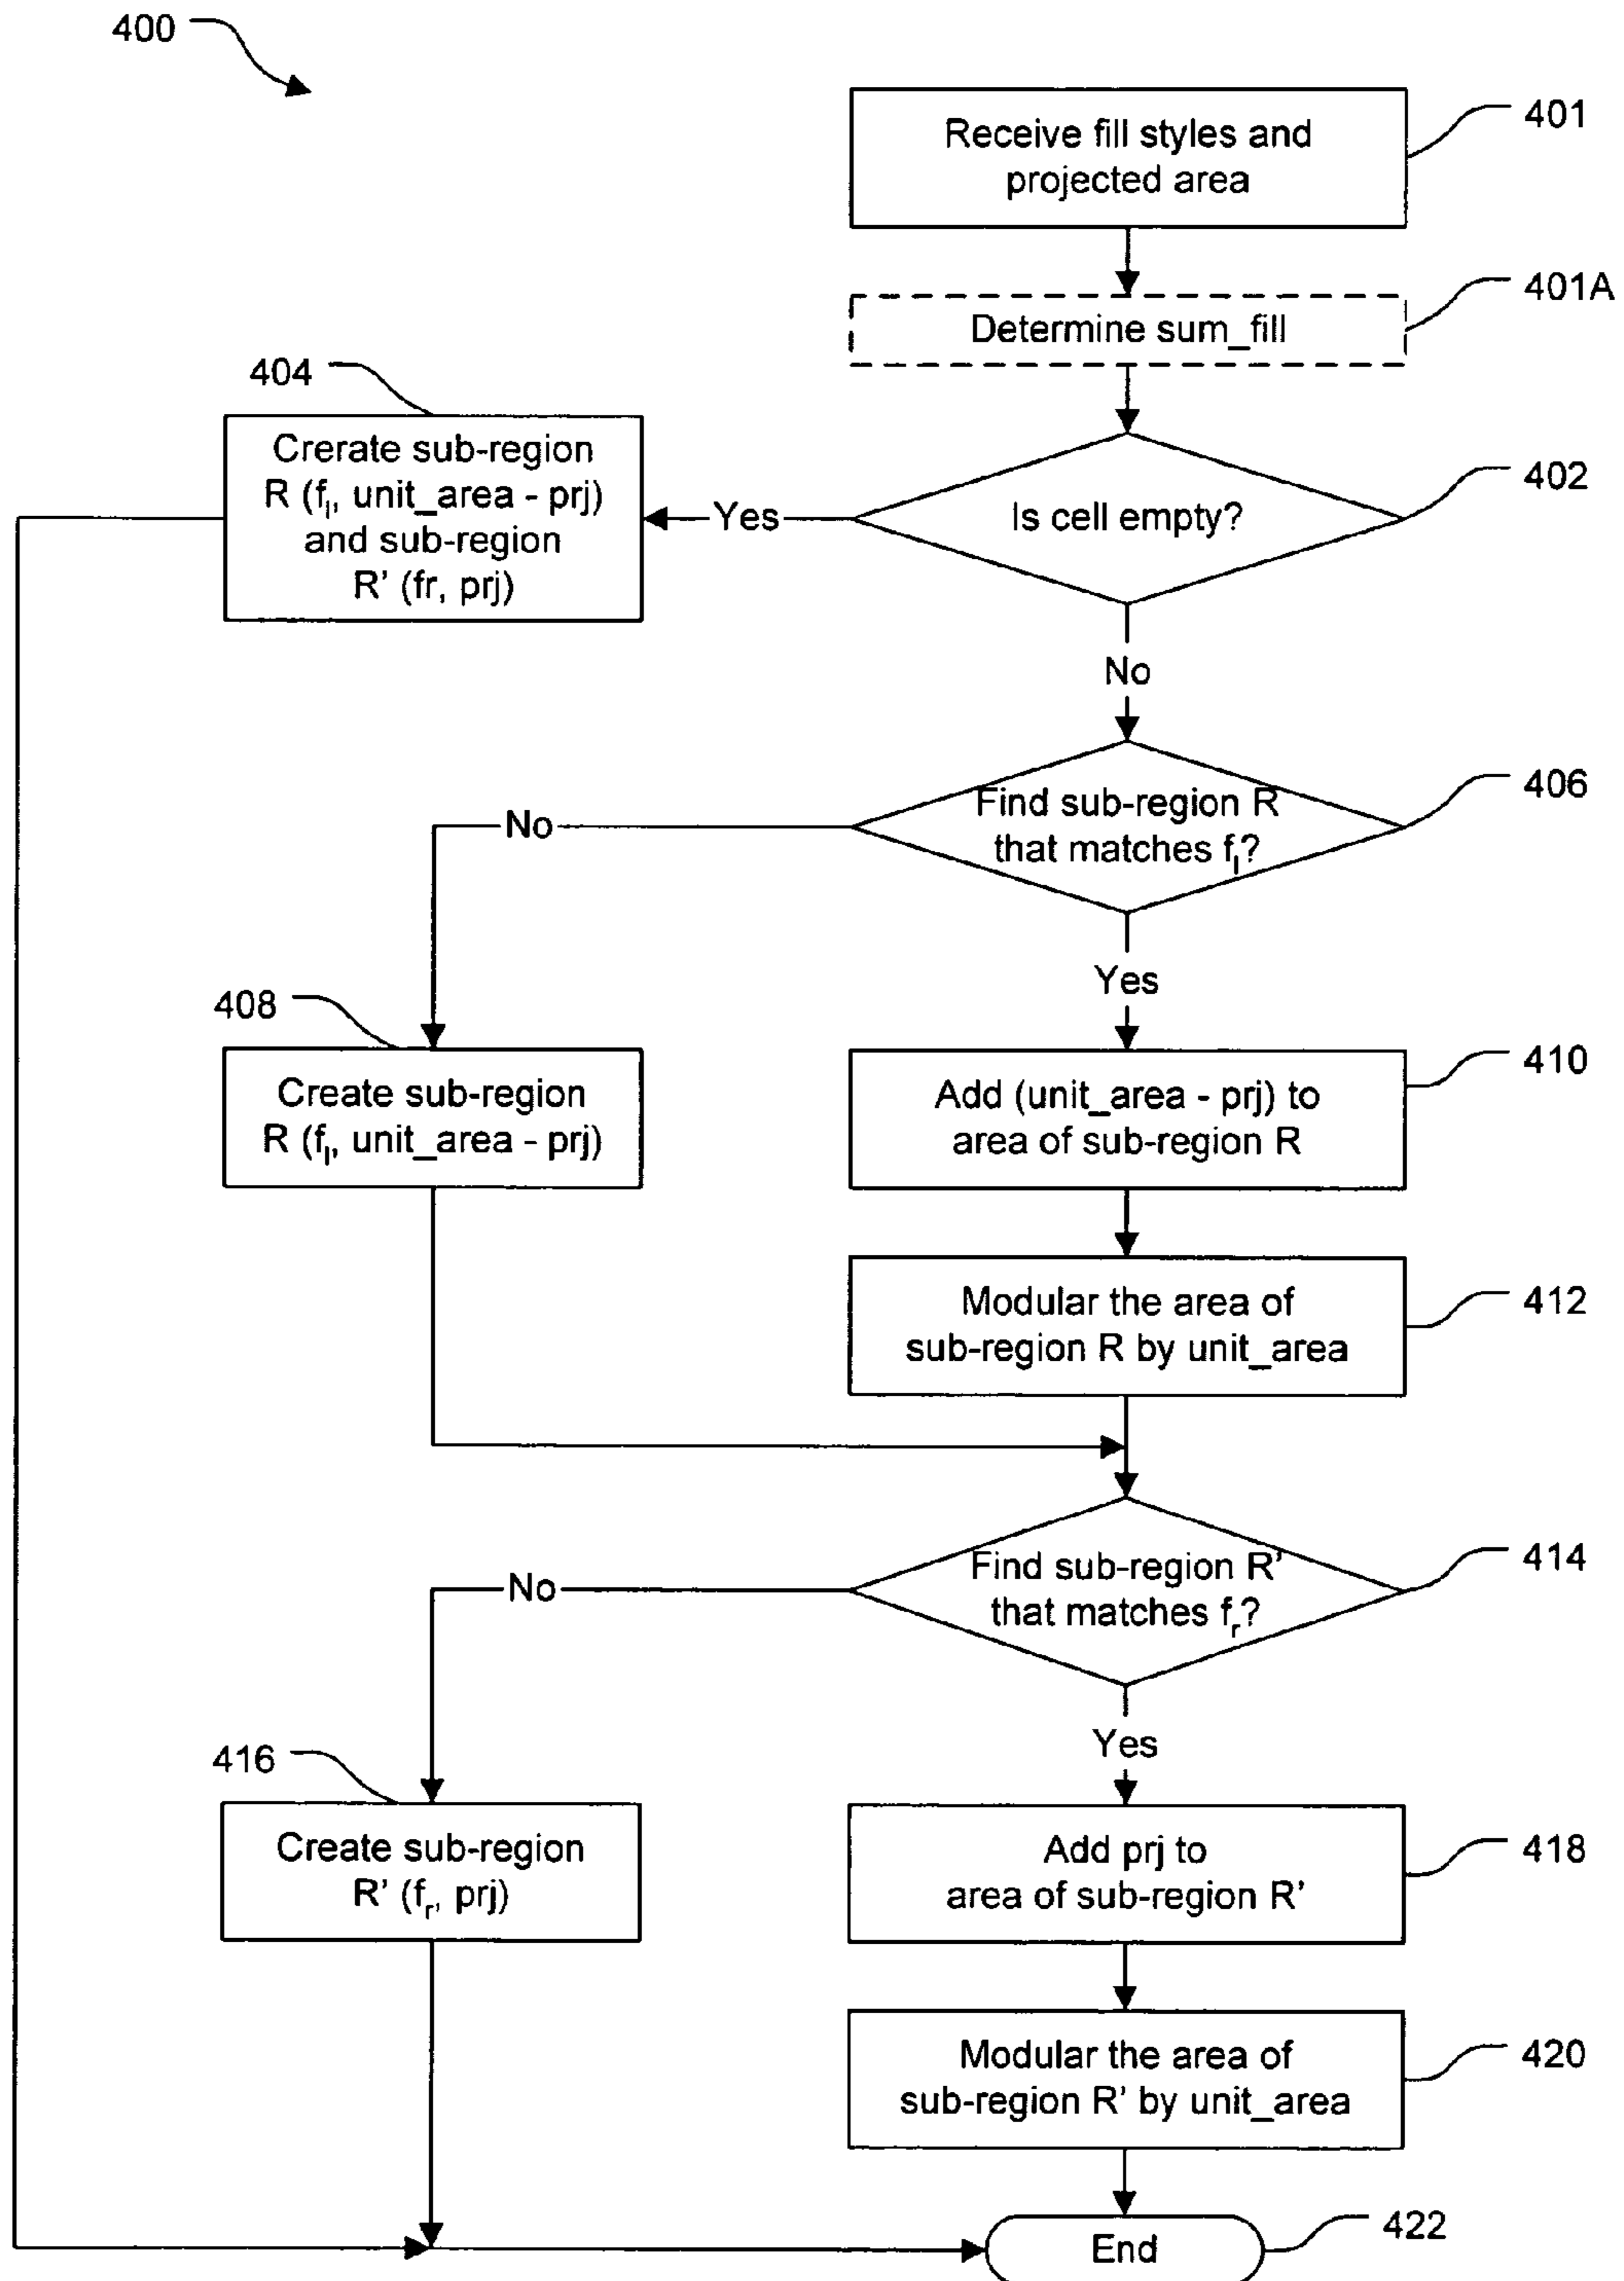 400
Receive fill styles and
projected area
401
Determine sum_fill
401A
404
Crerate sub-region
R (fl, unit_area - prj)
and sub-region
R' (fr, prj)
Yes
Is cell empty?
402
No
Find sub-region R
that matches fl?
406
No
Yes
408
Create sub-region
R (fl, unit_area - prj)
Add (unit_area - prj) to
area of sub-region R
410
Modular the area of
sub-region R by unit_area
412
Find sub-region R'
that matches fr?
414
No
Yes
416
Create sub-region
R' (fr, prj)
Add prj to
area of sub-region R'
418
Modular the area of
sub-region R' by unit_area
420
End
422